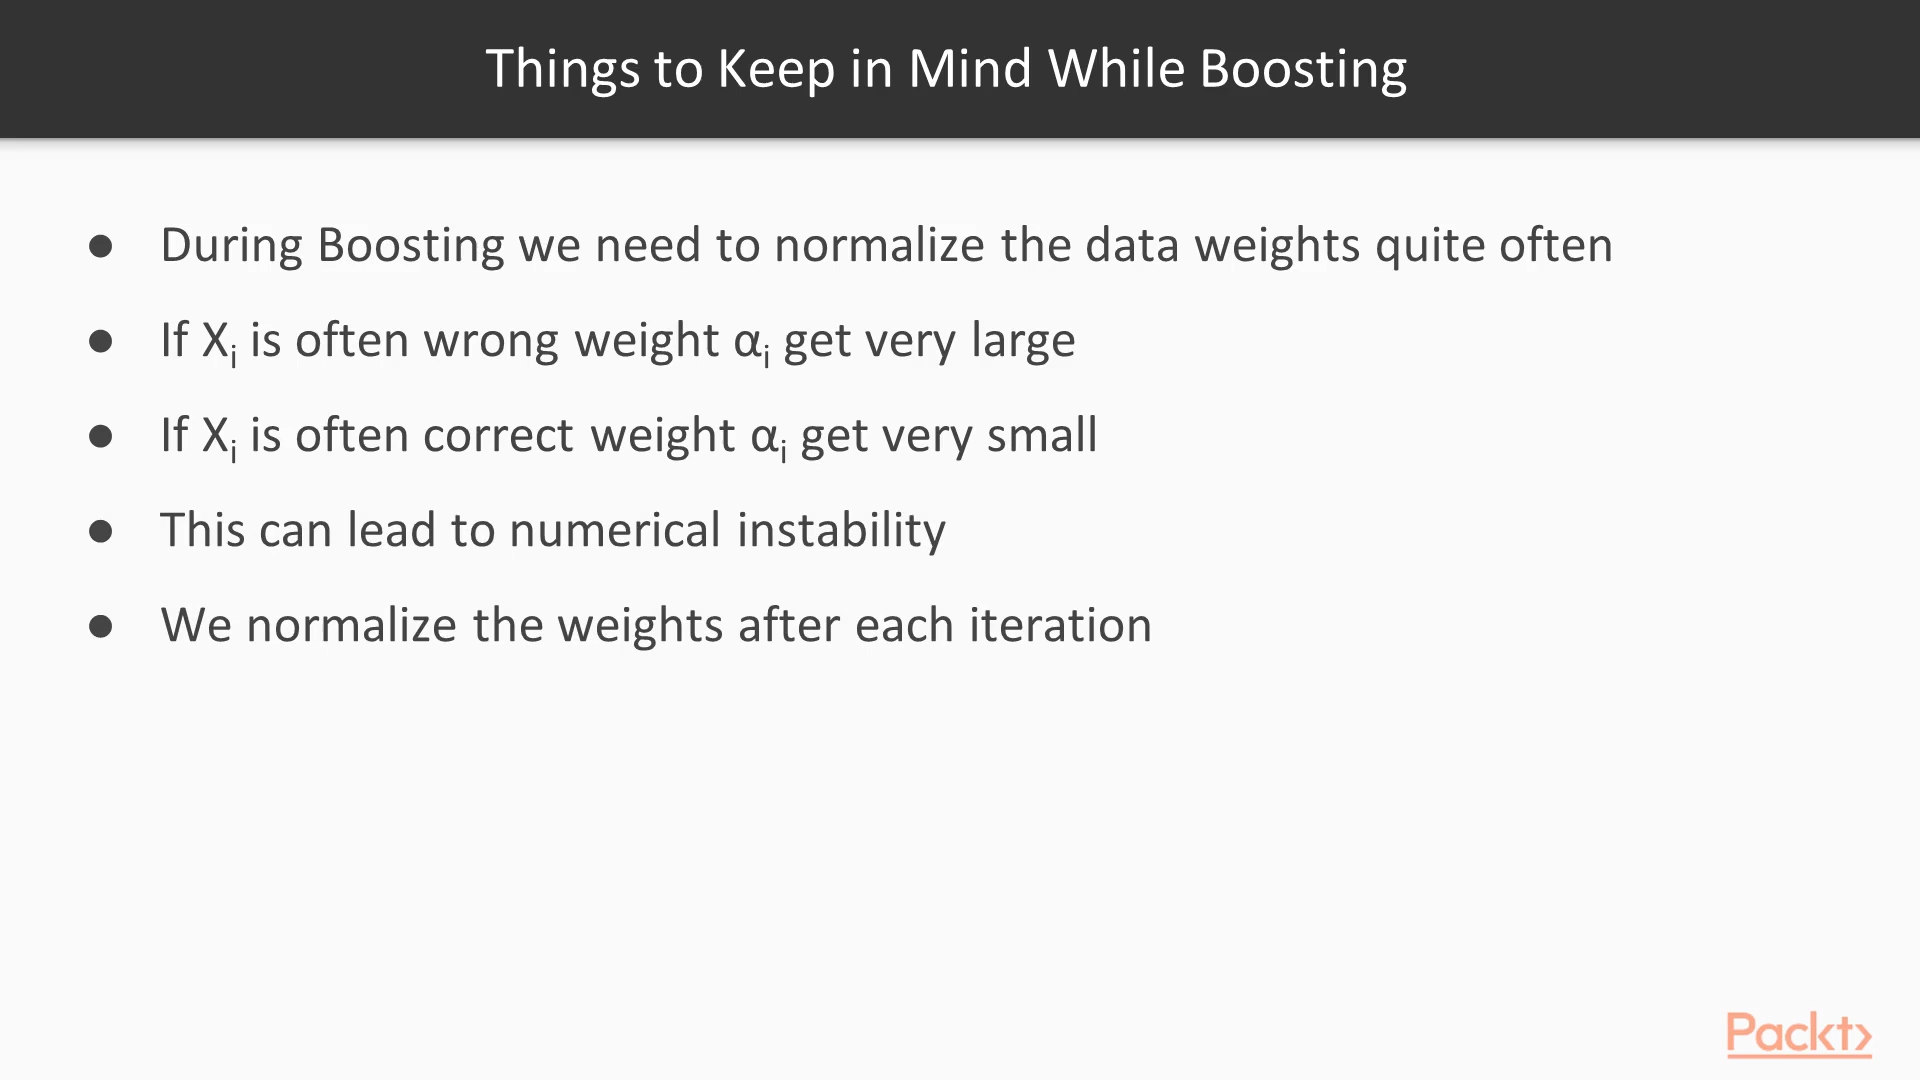 Things to Keep in Mind While Boosting
● During Boosting we need to normalize the data weights quite often
● If Xᵢ is often wrong weight αᵢ get very large
● If Xᵢ is often correct weight αᵢ get very small
● This can lead to numerical instability
● We normalize the weights after each iteration
Packt>